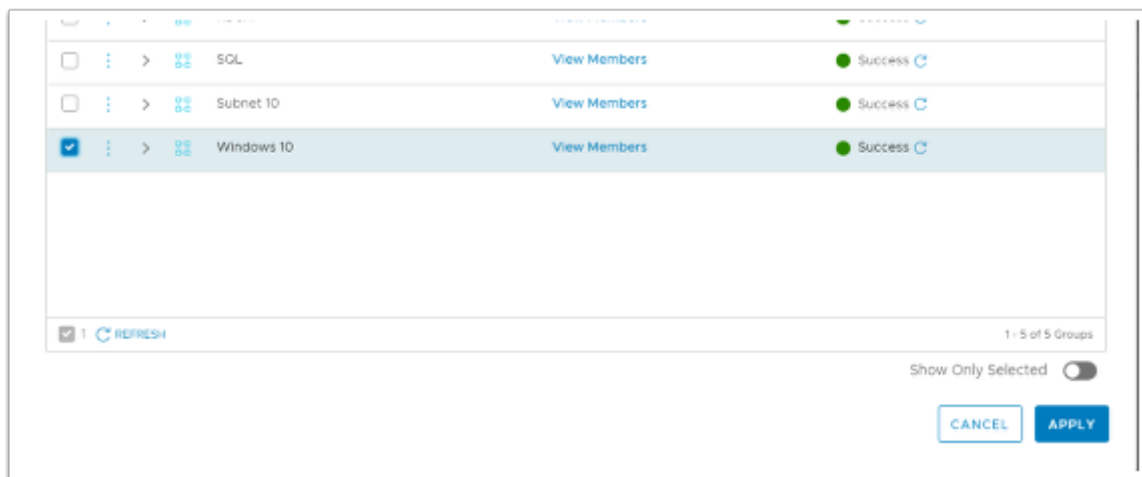 SQL View Members Success
Subnet 10 View Members Success
Windows 10 View Members Success
1 REFRESH 1 - 5 of 5 Groups
Show Only Selected
CANCEL APPLY